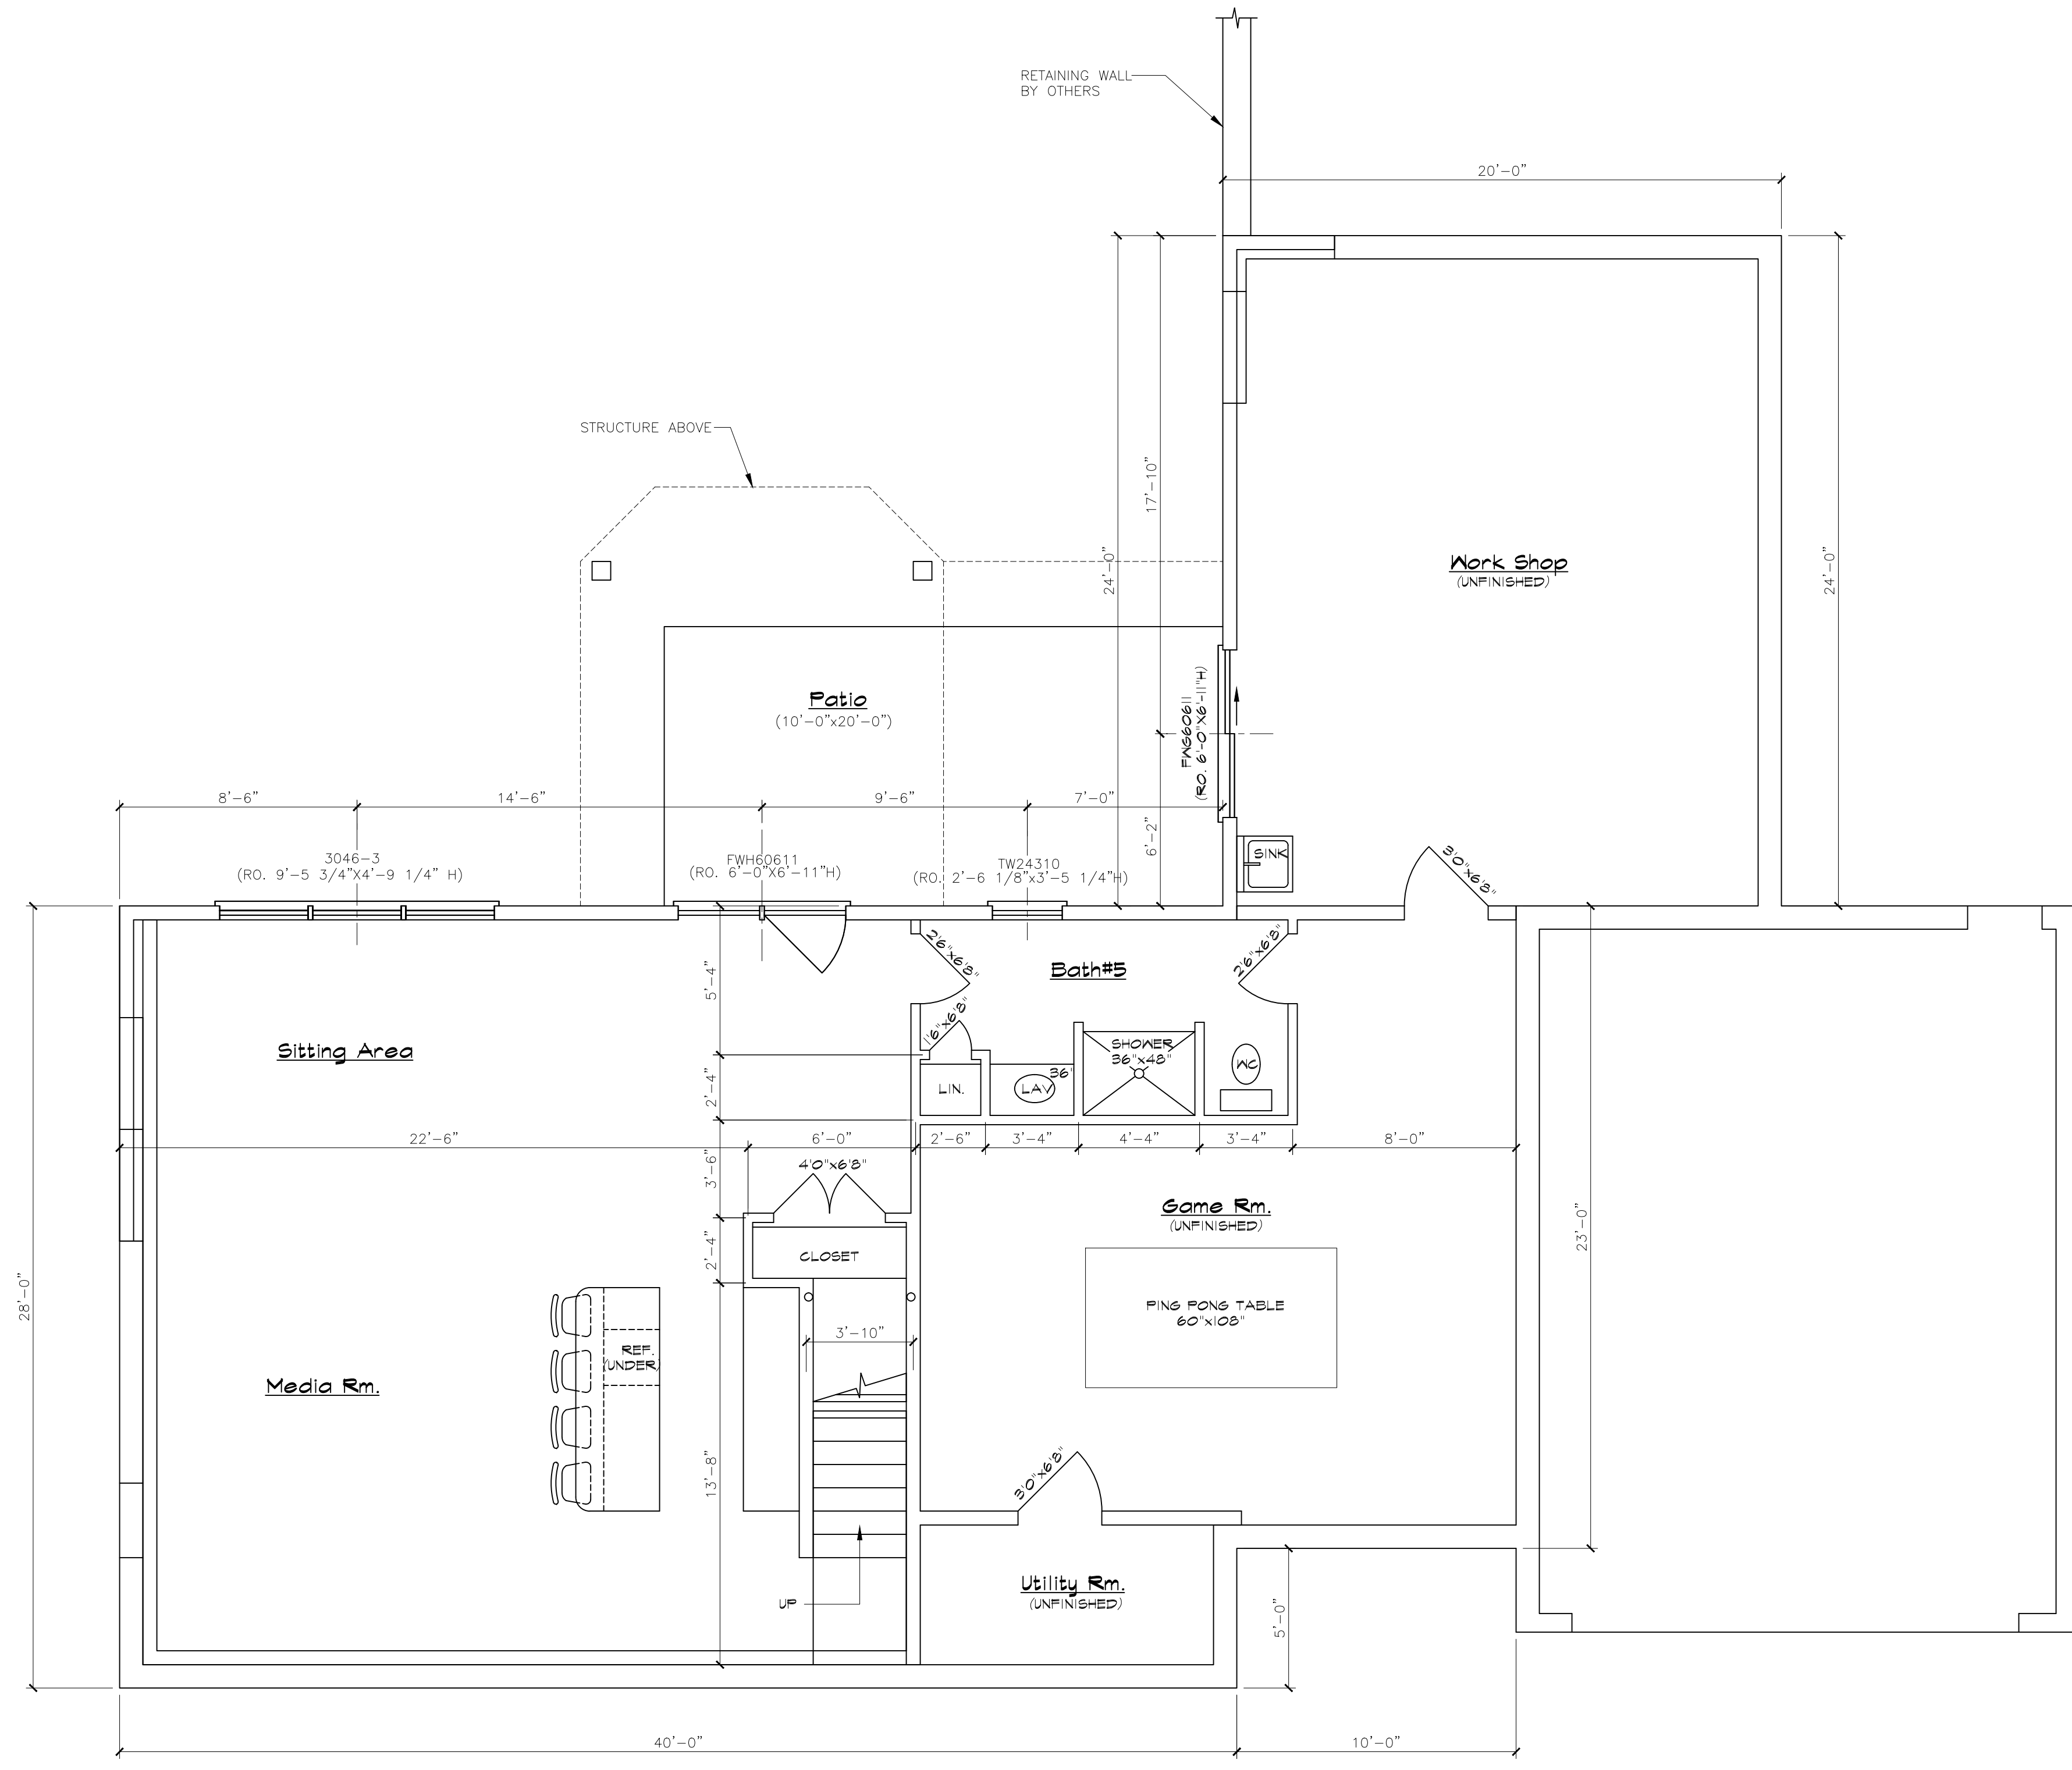 RETAINING WALL
BY OTHERS
20'-0"
STRUCTURE ABOVE
17'-10"
24'-0"
24'-0"
Work Shop
(UNFINISHED)
Patio
(10'-0"x20'-0")
FWG60611
(RO. 6'-0"X6'-11"H)
8'-6"
14'-6"
9'-6"
7'-0"
6'-2"
3046-3
(RO. 9'-5 3/4"X4'-9 1/4" H)
FWH60611
(RO. 6'-0"X6'-11"H)
TW24310
(RO. 2'-6 1/8"x3'-5 1/4"H)
SINK
3'0"x6'8"
2'6"x6'8"
Bath#5
2'6"x6'8"
5'-4"
1'6"x6'8"
Sitting Area
SHOWER
36"x48"
WC
LIN.
LAV
36"
2'-4"
22'-6"
6'-0"
2'-6"
3'-4"
4'-4"
3'-4"
8'-0"
3'-6"
4'0"x6'8"
Game Rm.
(UNFINISHED)
23'-0"
2'-4"
CLOSET
28'-0"
PING PONG TABLE
60"x108"
3'-10"
REF.
(UNDER)
Media Rm.
13'-8"
3'0"x6'8"
UP
Utility Rm.
(UNFINISHED)
5'-0"
40'-0"
10'-0"